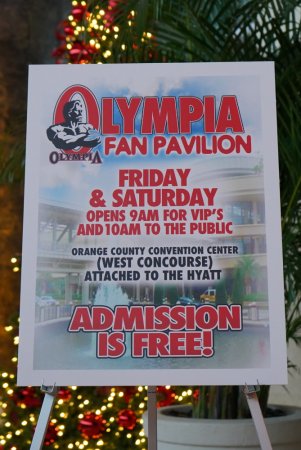 OLYMPIA
OLYMPIA
FAN PAVILION
FRIDAY
& SATURDAY
OPENS 9AM FOR VIP'S
AND 10AM TO THE PUBLIC
ORANGE COUNTY CONVENTION CENTER
(WEST CONCOURSE)
ATTACHED TO THE HYATT
ADMISSION
IS FREE!